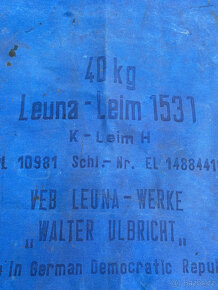 40 kg
Leuna-Leim 1531
K-Leim H
10981 Schl.-Nr. EL 1488441
VEB LEUNA-WERKE
„WALTER ULBRICHT"
in German Democratic Repu